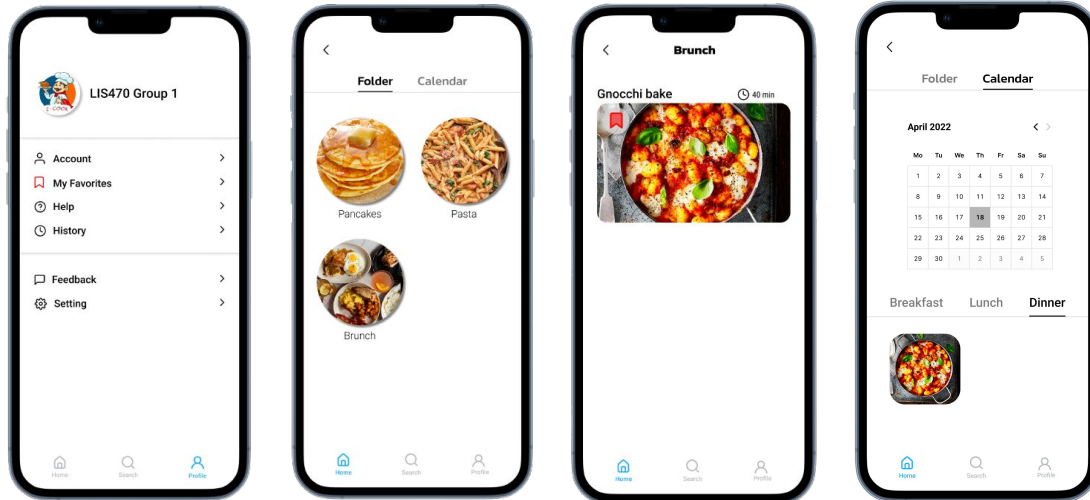 I - COOK
LIS470 Group 1
Account
My Favorites
Help
History
Feedback
Setting
Home Search Profile
Folder Calendar
Pancakes Pasta
Brunch
Home Search Profile
Brunch
Gnocchi bake 40 min
Home Search Profile
Folder Calendar
April 2022
Mo Tu We Th Fr Sa Su
1 2 3 4 5 6 7
8 9 10 11 12 13 14
15 16 17 18 19 20 21
22 23 24 25 26 27 28
29 30 1 2 3 4 5
Breakfast Lunch Dinner
Home Search Profile